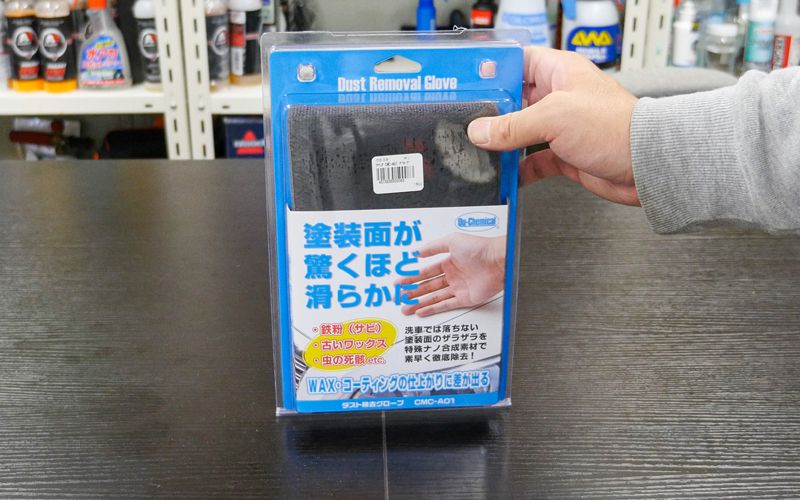 Dust Removal Glove
Du-Chemical
塗装面が
驚くほど
滑らかに
・鉄粉（サビ）
・古いワックス
・虫の死骸etc.
洗車では落ちない
塗装面のザラザラを
特殊ナノ合成素材で
素早く徹底除去！
WAX・コーティングの仕上がりに差が出る
ダスト除去グローブ CMC-A01